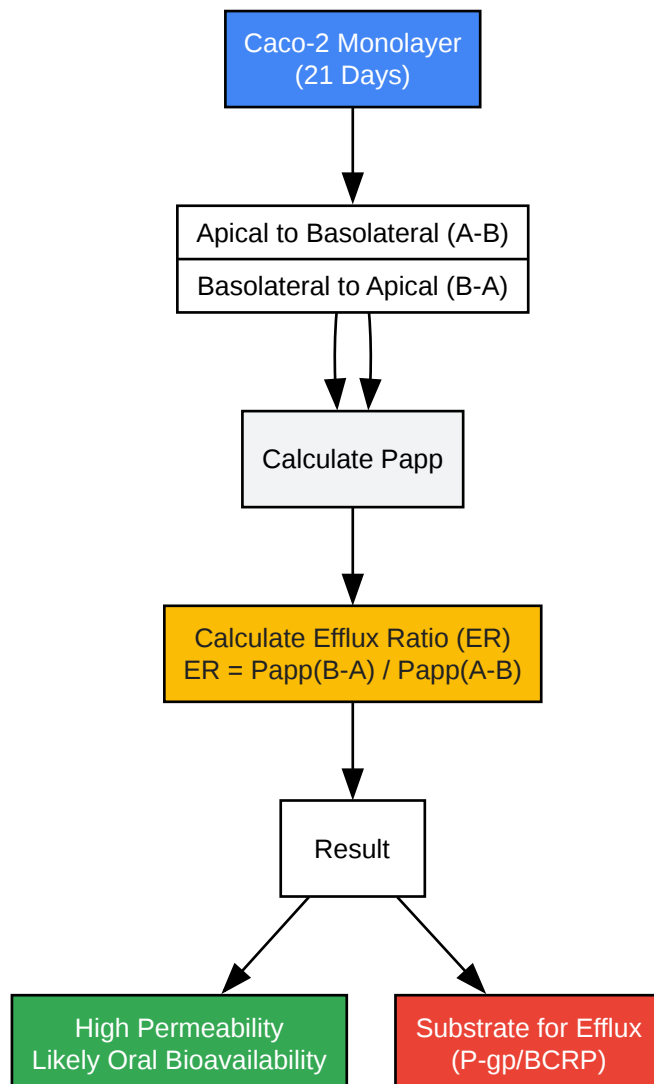 Caco-2 Monolayer
(21 Days)
Apical to Basolateral (A-B)
Basolateral to Apical (B-A)
Calculate Papp
Calculate Efflux Ratio (ER)
ER = Papp(B-A) / Papp(A-B)
Result
High Permeability
Likely Oral Bioavailability
Substrate for Efflux
(P-gp/BCRP)